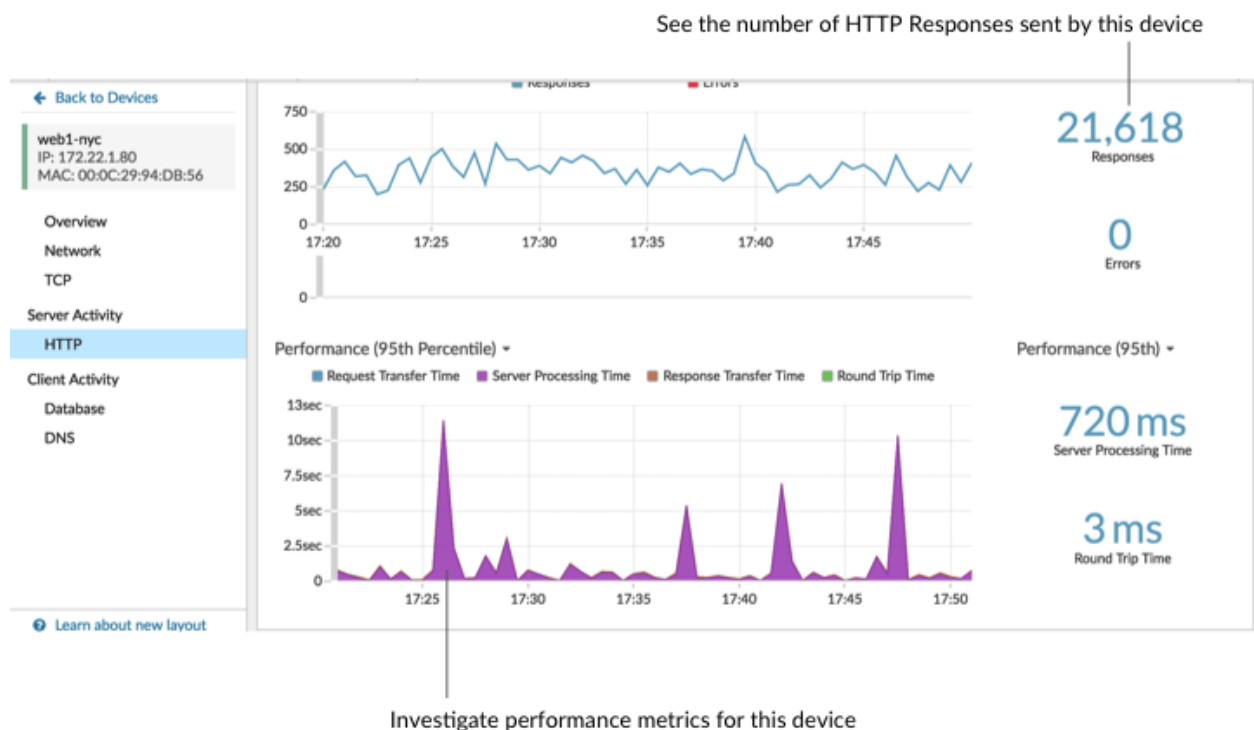 See the number of HTTP Responses sent by this device
Back to Devices
web1-nyc
IP: 172.22.1.80
MAC: 00:0C:29:94:DB:56
Overview
Network
TCP
Server Activity
HTTP
Client Activity
Database
DNS
Learn about new layout
Responses Errors
750
500
250
0
17:20 17:25 17:30 17:35 17:40 17:45
0
21,618
Responses
0
Errors
Performance (95th Percentile)
Request Transfer Time Server Processing Time Response Transfer Time Round Trip Time
13sec
10sec
7.5sec
5sec
2.5sec
0
17:25 17:30 17:35 17:40 17:45 17:50
Performance (95th)
720 ms
Server Processing Time
3 ms
Round Trip Time
Investigate performance metrics for this device